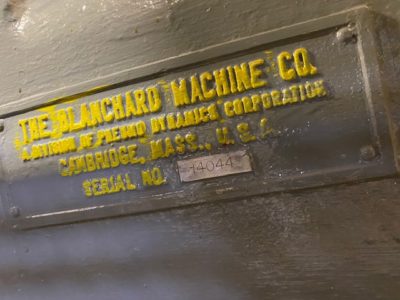 THE BLANCHARD MACHINE CO.
A DIVISION OF PNEUMO DYNAMICS CORPORATION
CAMBRIDGE, MASS., U.S.A.
SERIAL NO. 14044